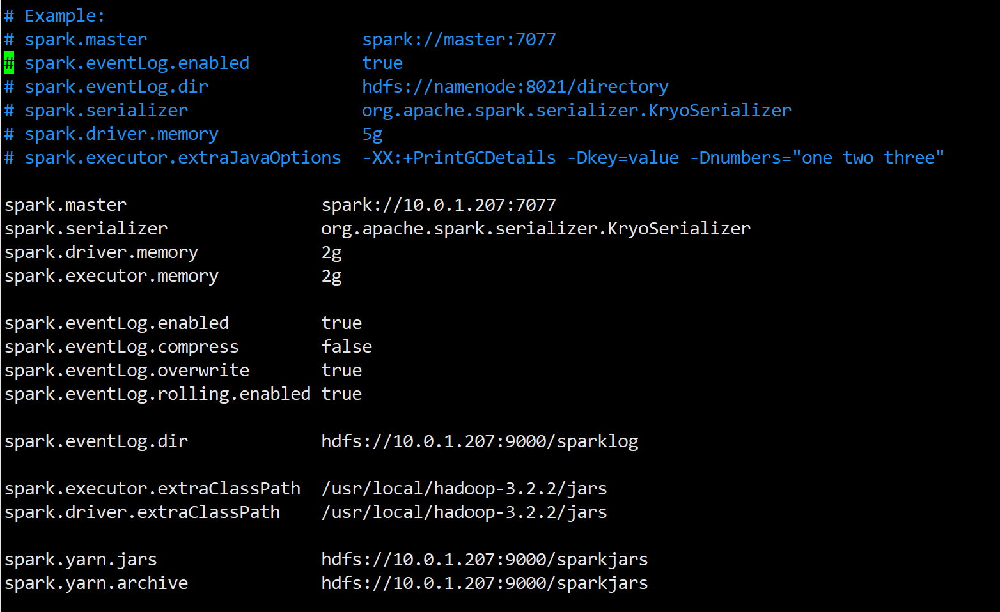 # Example:
# spark.master                     spark://master:7077
# spark.eventLog.enabled           true
# spark.eventLog.dir               hdfs://namenode:8021/directory
# spark.serializer                 org.apache.spark.serializer.KryoSerializer
# spark.driver.memory              5g
# spark.executor.extraJavaOptions  -XX:+PrintGCDetails -Dkey=value -Dnumbers="one two three"

spark.master                   spark://10.0.1.207:7077
spark.serializer               org.apache.spark.serializer.KryoSerializer
spark.driver.memory            2g
spark.executor.memory          2g

spark.eventLog.enabled         true
spark.eventLog.compress        false
spark.eventLog.overwrite       true
spark.eventLog.rolling.enabled true

spark.eventLog.dir             hdfs://10.0.1.207:9000/sparklog

spark.executor.extraClassPath  /usr/local/hadoop-3.2.2/jars
spark.driver.extraClassPath    /usr/local/hadoop-3.2.2/jars

spark.yarn.jars                hdfs://10.0.1.207:9000/sparkjars
spark.yarn.archive             hdfs://10.0.1.207:9000/sparkjars